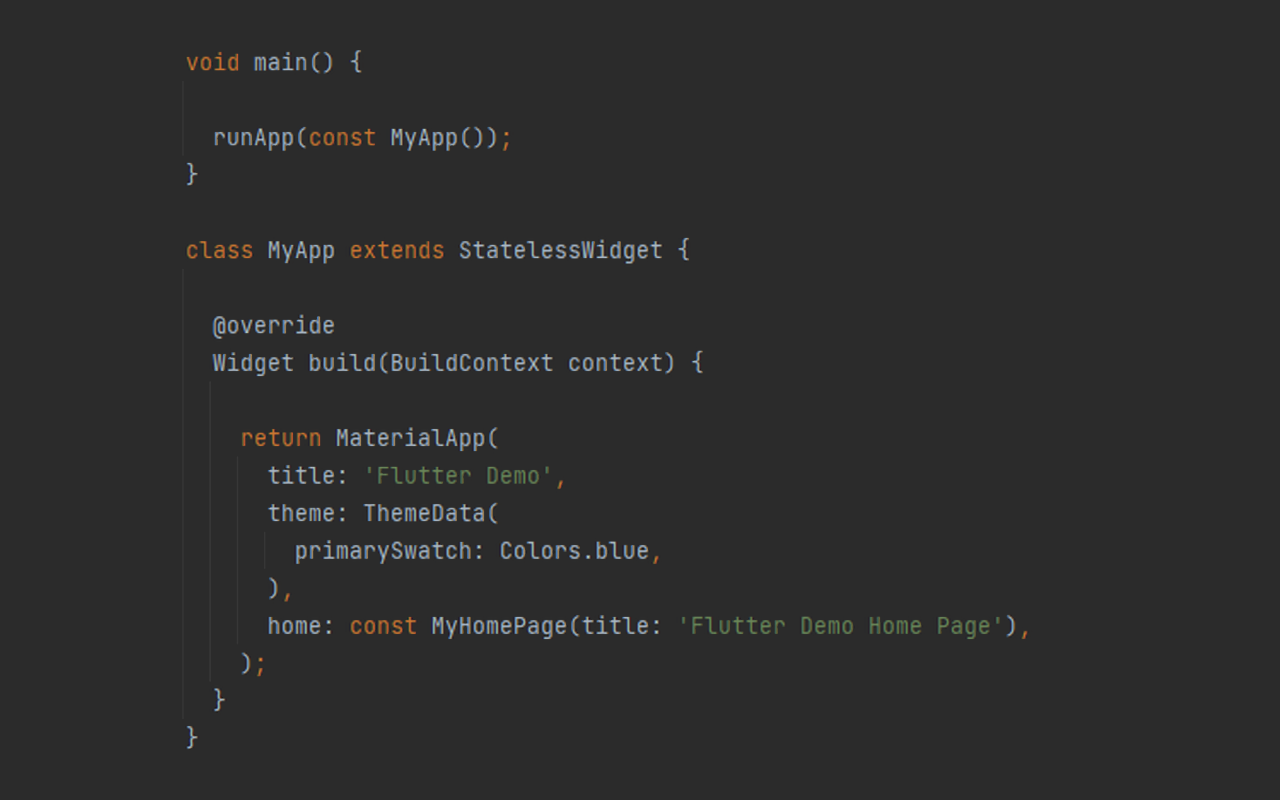 void main() {
runApp(const MyApp());
}
class MyApp extends StatelessWidget {
@override
Widget build(BuildContext context) {
return MaterialApp(
title: 'Flutter Demo',
theme: ThemeData(
primarySwatch: Colors.blue,
),
home: const MyHomePage(title: 'Flutter Demo Home Page'),
);
}
}